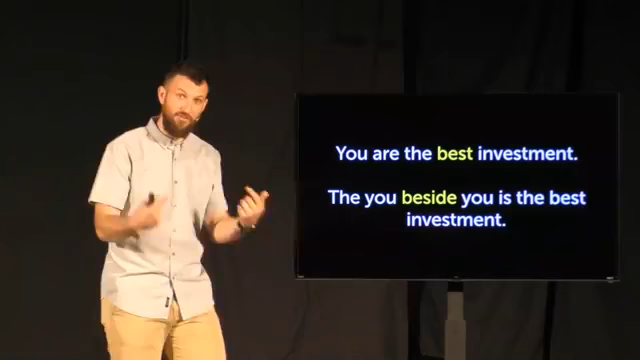 You are the best investment.
The you beside you is the best
investment.